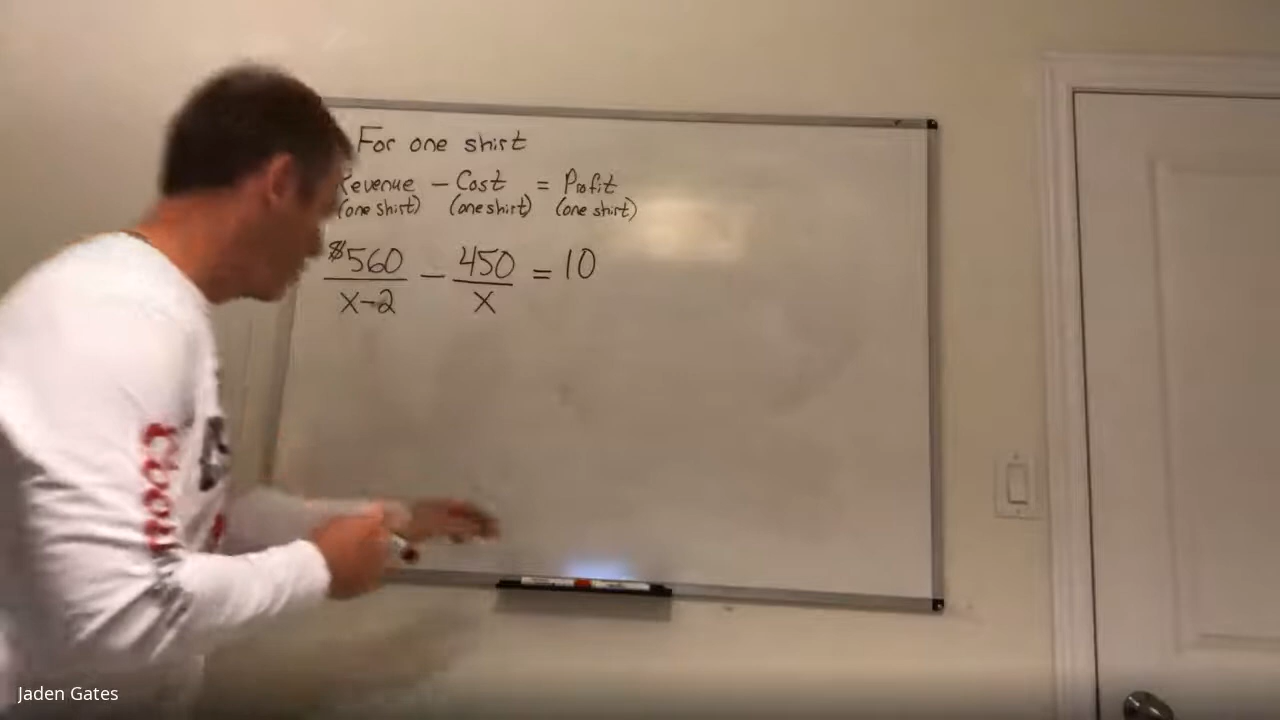 For one shirt
Revenue - Cost = Profit
(one shirt) (one shirt) (one shirt)
$560/x-2 - 450/x = 10
Jaden Gates